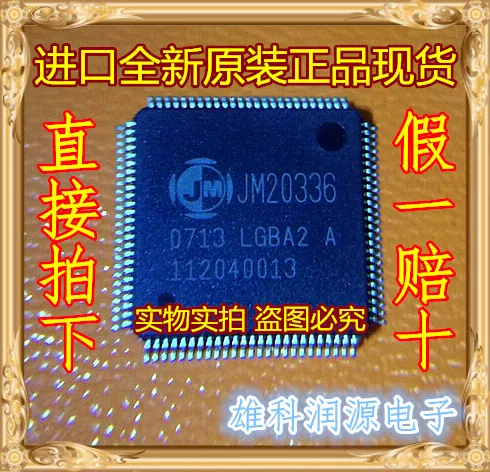 进口全新原装正品现货
直接拍下
假一赔十
JM JM20336
0713 LGBA2 A
112040013
实物实拍 盗图必究
雄科润源电子